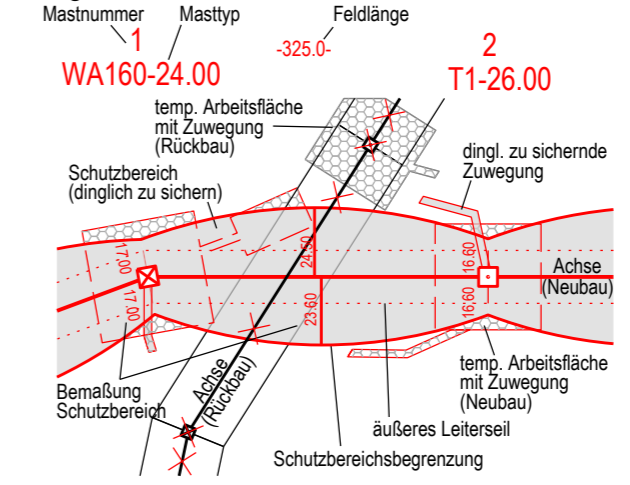 Mastnummer Masttyp Feldlänge
1
WA160-24.00
-325.0-
2
T1-26.00
temp. Arbeitsfläche
mit Zuwegung
(Rückbau)
dingl. zu sichernde
Zuwegung
Schutzbereich
(dinglich zu sichern)
17.00
17.00
24.50
23.60
16.60
16.60
Achse
(Neubau)
Achse
(Rückbau)
Bemaßung
Schutzbereich
temp. Arbeitsfläche
mit Zuwegung
(Neubau)
äußeres Leiterseil
Schutzbereichsbegrenzung